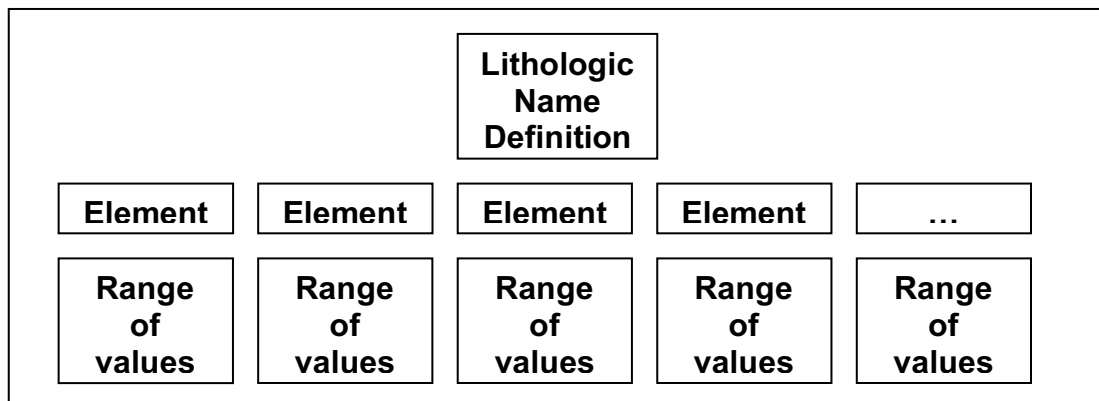 Lithologic
Name
Definition
Element Element Element Element ...
Range Range Range Range Range
of of of of of
values values values values values